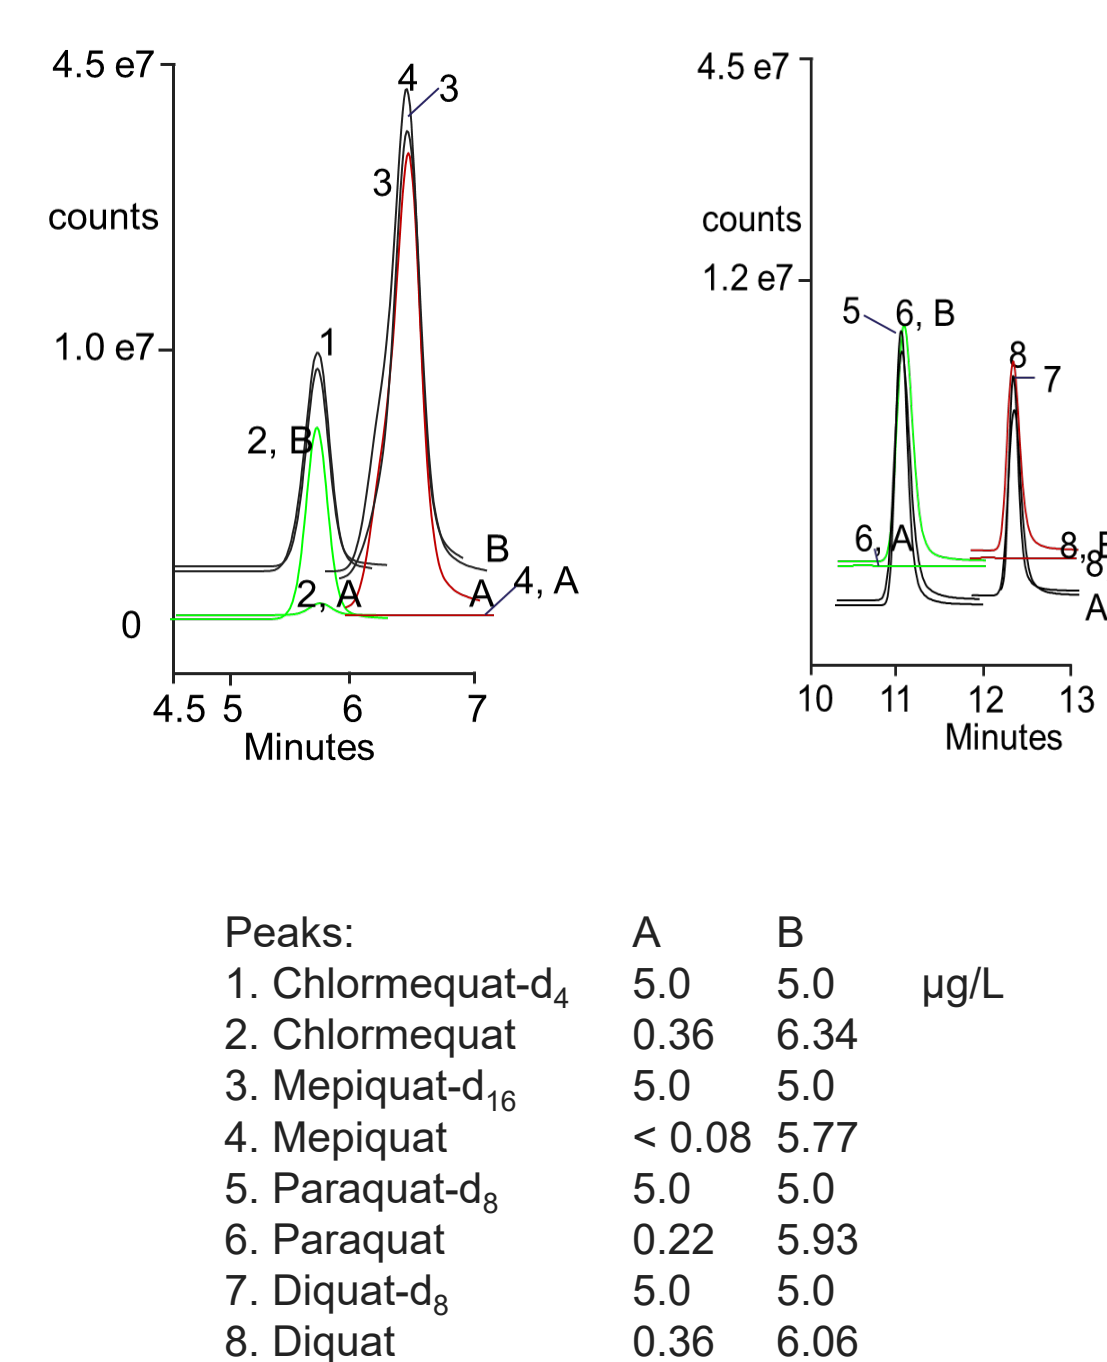 4.5 e7
4
3
3
counts
1.0 e7
1
2, B
B
2, A
A
4, A
0
4.5 5 6 7
Minutes
4.5 e7
counts
1.2 e7
5
6, B
8
7
6, A
8, B
8
A
10 11 12 13
Minutes
Peaks: A B
1. Chlormequat-d4 5.0 5.0 µg/L
2. Chlormequat 0.36 6.34
3. Mepiquat-d16 5.0 5.0
4. Mepiquat < 0.08 5.77
5. Paraquat-d8 5.0 5.0
6. Paraquat 0.22 5.93
7. Diquat-d8 5.0 5.0
8. Diquat 0.36 6.06